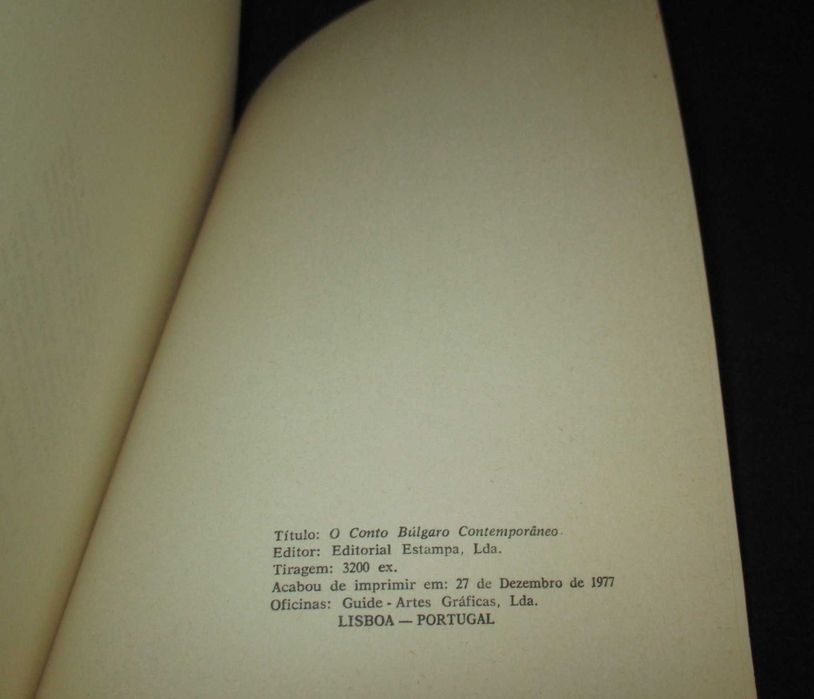 Título: O Conto Búlgaro Contemporâneo.
Editor: Editorial Estampa, Lda.
Tiragem: 3200 ex.
Acabou de imprimir em: 27 de Dezembro de 1977
Oficinas: Guide - Artes Gráficas, Lda.
LISBOA — PORTUGAL